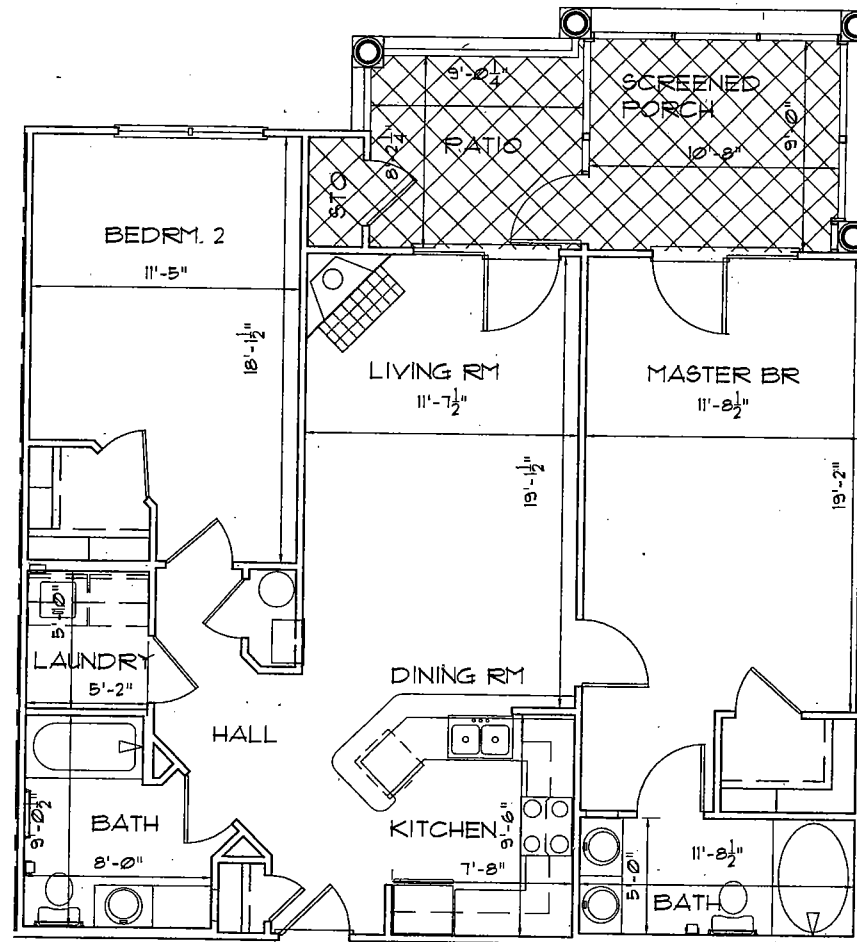 9'-0¼"
SCREENED
PORCH
10'-8"
9'-0"
PATIO
8'-2¼"
STO
BEDRM. 2
11'-5"
18'-1½"
LIVING RM
11'-7½"
19'-1½"
MASTER BR
11'-8½"
19'-2"
5'-10"
LAUNDRY
5'-2"
DINING RM
HALL
BATH
9'-0½"
8'-0"
KITCHEN
9'-6"
7'-8"
5'-0"
11'-8½"
BATH